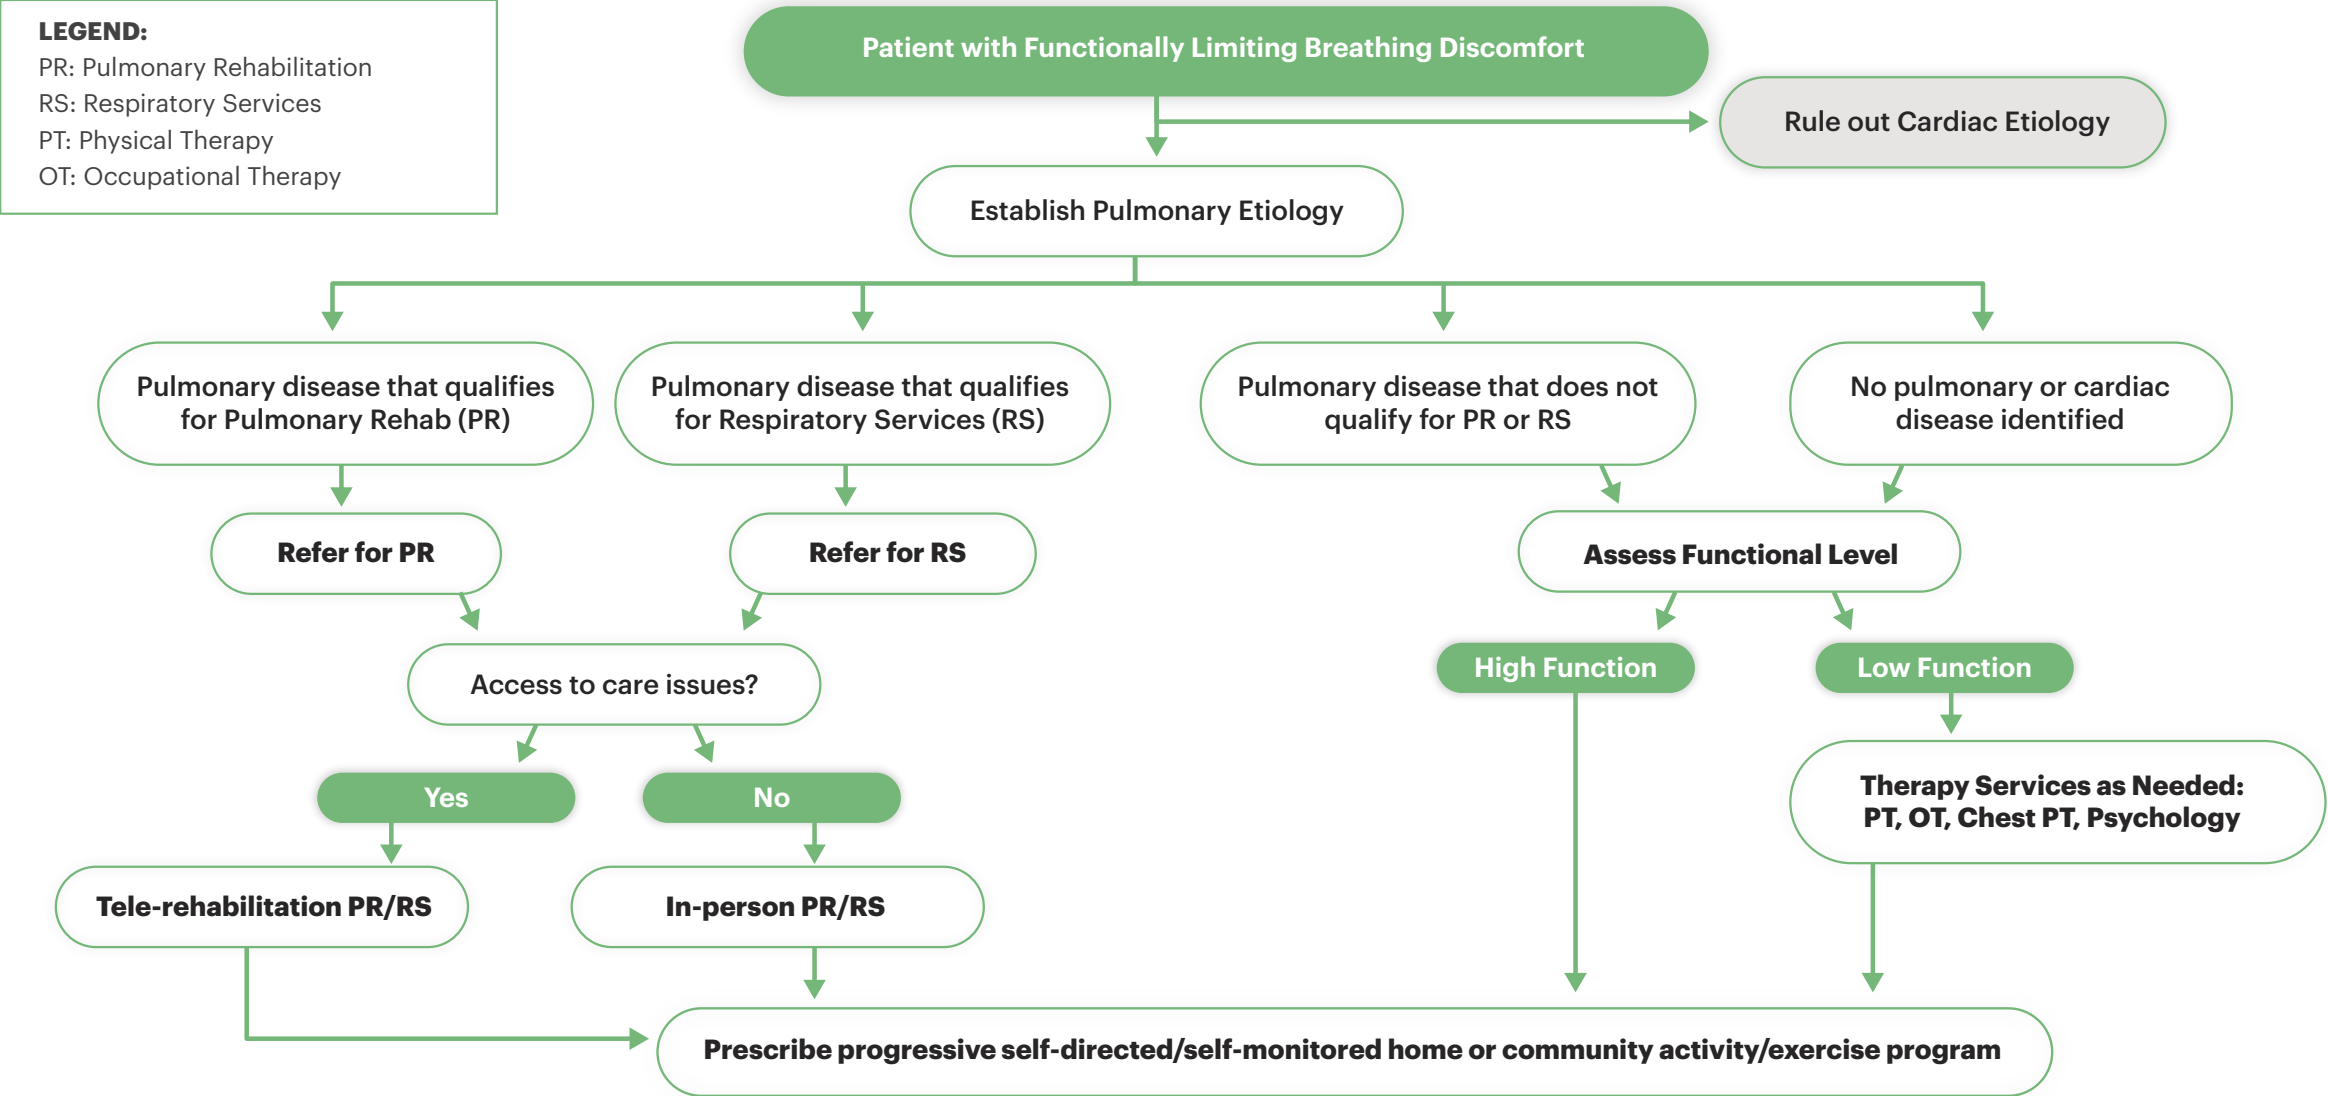 LEGEND:
PR: Pulmonary Rehabilitation
RS: Respiratory Services
PT: Physical Therapy
OT: Occupational Therapy
Patient with Functionally Limiting Breathing Discomfort
Rule out Cardiac Etiology
Establish Pulmonary Etiology
Pulmonary disease that qualifies
for Pulmonary Rehab (PR)
Pulmonary disease that qualifies
for Respiratory Services (RS)
Pulmonary disease that does not
qualify for PR or RS
No pulmonary or cardiac
disease identified
Refer for PR
Refer for RS
Assess Functional Level
Access to care issues?
High Function
Low Function
Yes
No
Therapy Services as Needed:
PT, OT, Chest PT, Psychology
Tele-rehabilitation PR/RS
In-person PR/RS
Prescribe progressive self-directed/self-monitored home or community activity/exercise program